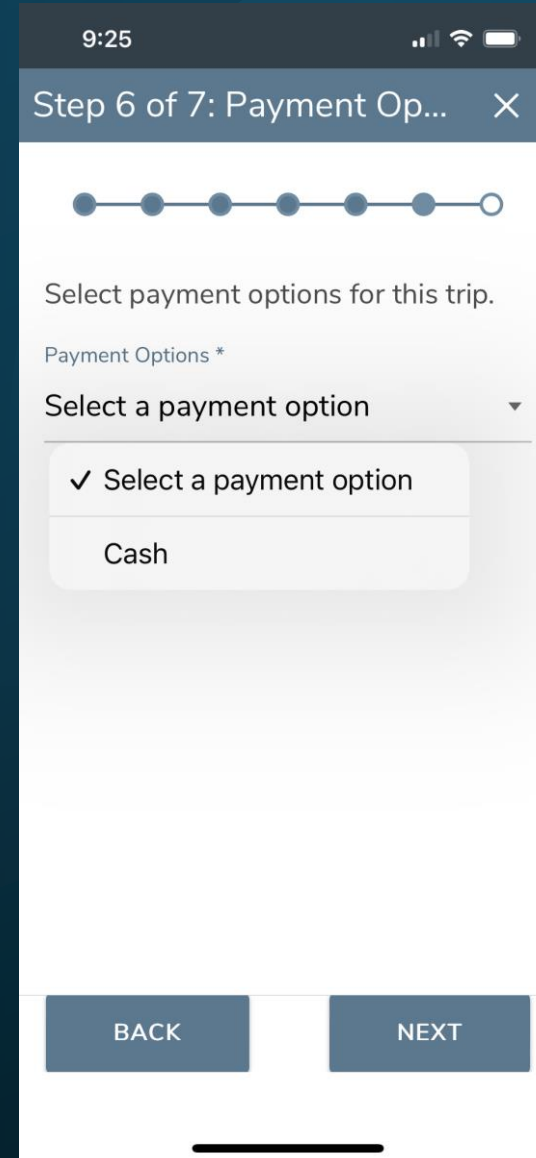 9:25
Step 6 of 7: Payment Op...
Select payment options for this trip.
Payment Options *
Select a payment option
Select a payment option
Cash
BACK
NEXT